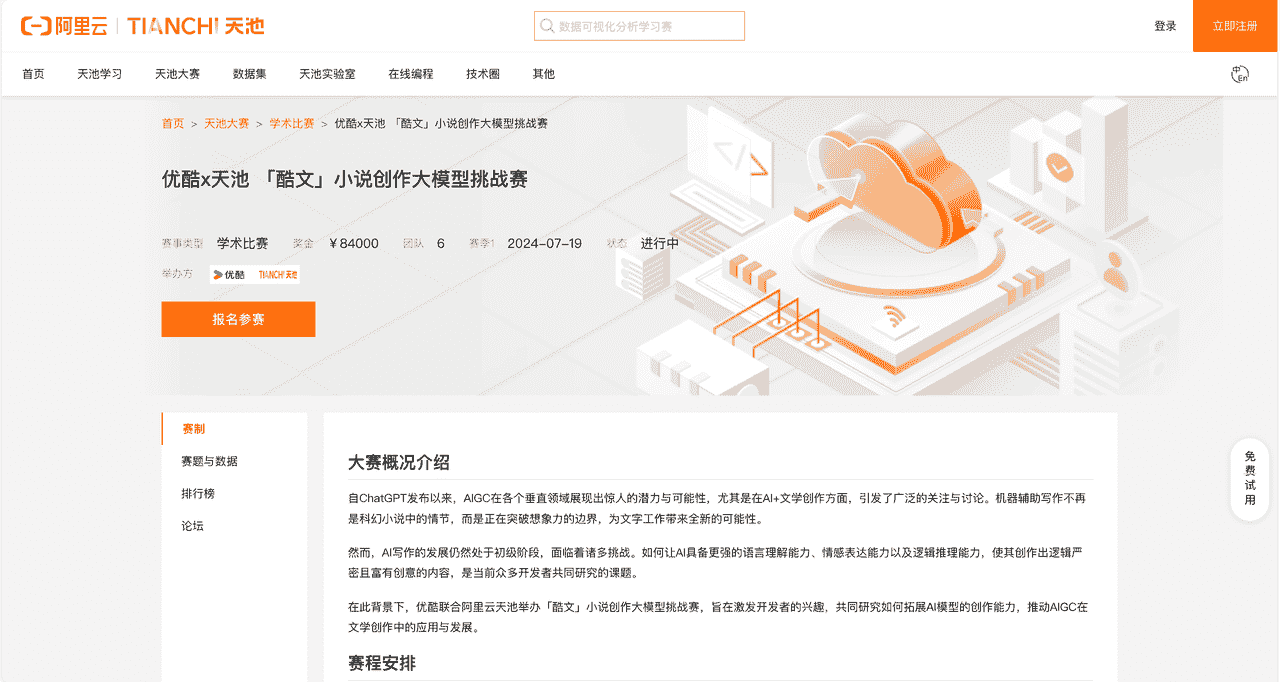 阿里云 | TIANCHI 天池
数据可视化分析学习赛
登录
立即注册
首页 天池学习 天池大赛 数据集 天池实验室 在线编程 技术圈 其他
中 En
首页 > 天池大赛 > 学术比赛 > 优酷x天池 「酷文」小说创作大模型挑战赛
优酷x天池 「酷文」小说创作大模型挑战赛
赛事类型 学术比赛 奖金 ￥84000 团队 6 赛季1 2024-07-19 状态 进行中
举办方 优酷 TIANCHI天池
报名参赛
赛制
赛题与数据
排行榜
论坛
大赛概况介绍
自ChatGPT发布以来，AIGC在各个垂直领域展现出惊人的潜力与可能性，尤其是在AI+文学创作方面，引发了广泛的关注与讨论。机器辅助写作不再
是科幻小说中的情节，而是正在突破想象力的边界，为文字工作带来全新的可能性。
然而，AI写作的发展仍然处于初级阶段，面临着诸多挑战。如何让AI具备更强的语言理解能力、情感表达能力以及逻辑推理能力，使其创作出逻辑严
密且富有创意的内容，是当前众多开发者共同研究的课题。
在此背景下，优酷联合阿里云天池举办「酷文」小说创作大模型挑战赛，旨在激发开发者的兴趣，共同研究如何拓展AI模型的创作能力，推动AIGC在
文学创作中的应用与发展。
赛程安排
免
费
试
用